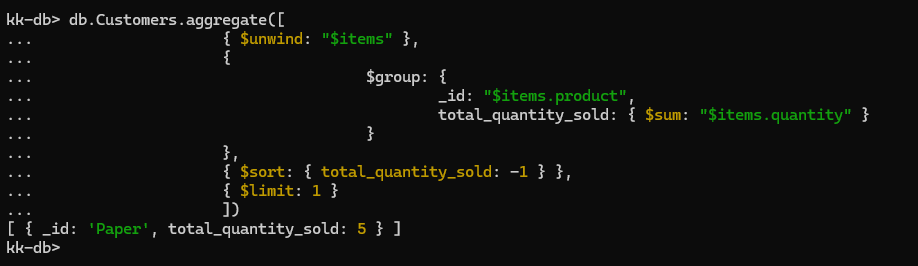 kk-db> db.Customers.aggregate([
... { $unwind: "$items" },
... {
... $group: {
... _id: "$items.product",
... total_quantity_sold: { $sum: "$items.quantity" }
... }
... },
... { $sort: { total_quantity_sold: -1 } },
... { $limit: 1 }
... ])
[ { _id: 'Paper', total_quantity_sold: 5 } ]
kk-db>